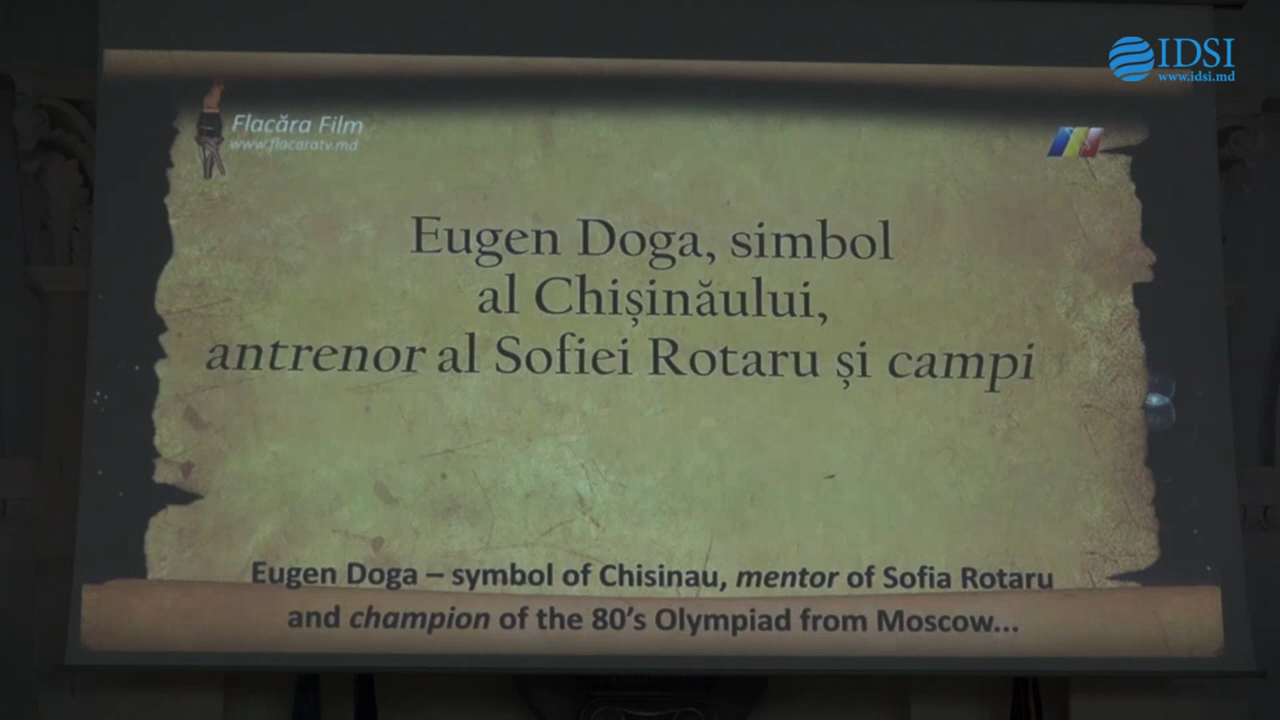 IDSI
www.idsi.md
Flacăra Film
www.flacaratv.md
Eugen Doga, simbol
al Chișinăului,
antrenor al Sofiei Rotaru și campi
Eugen Doga – symbol of Chisinau, mentor of Sofia Rotaru
and champion of the 80's Olympiad from Moscow...